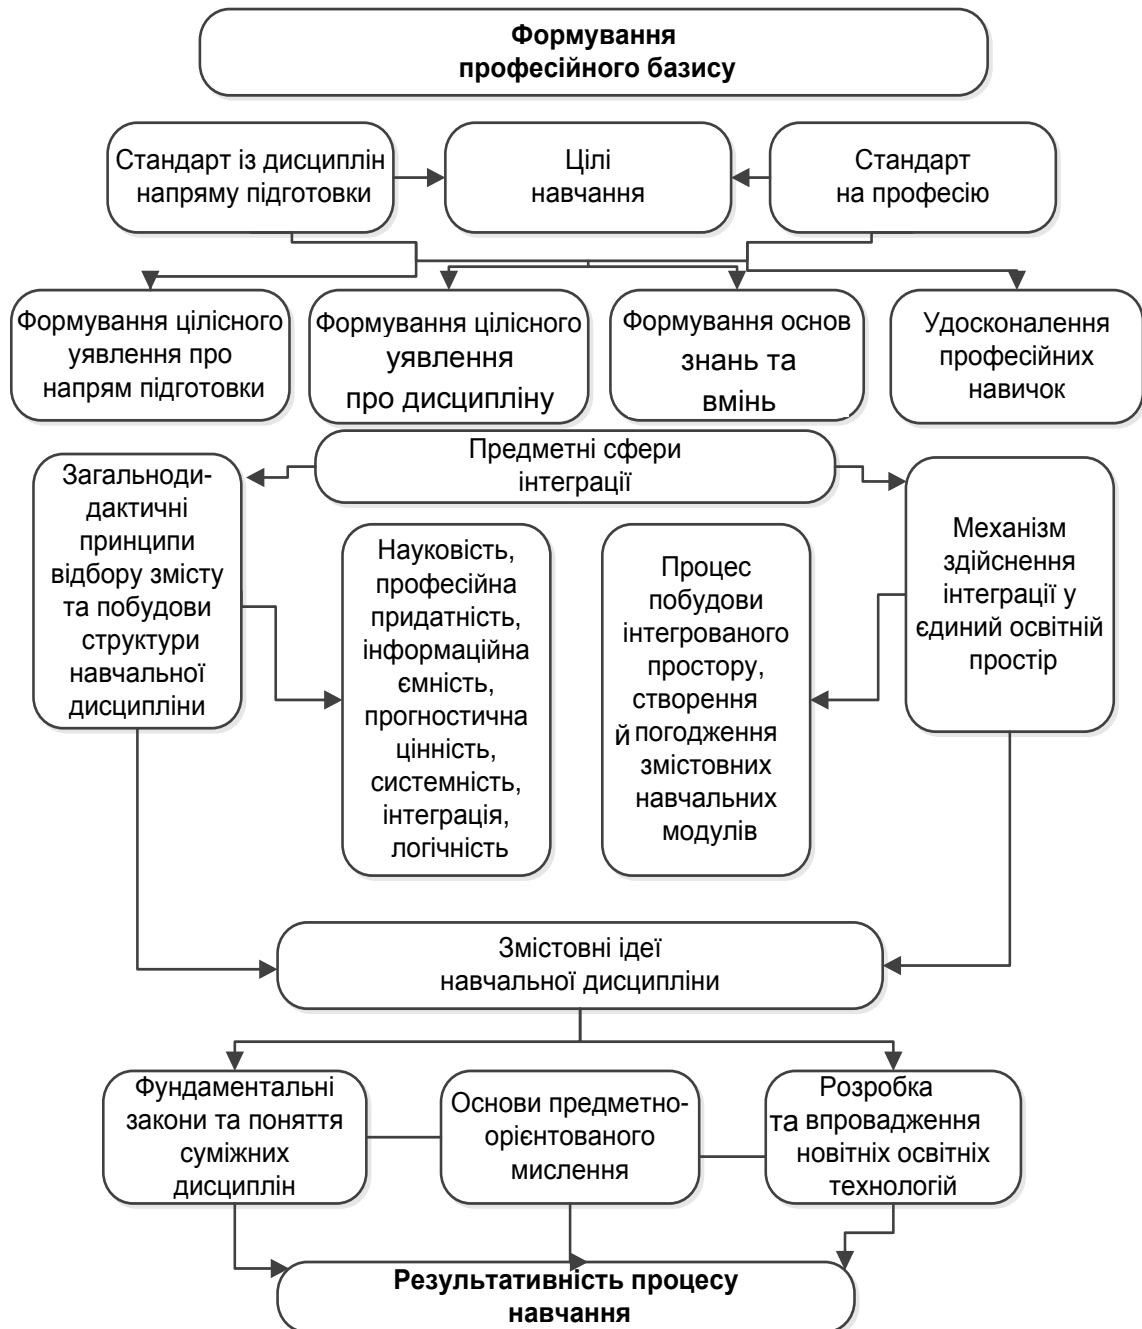 Формування
професійного базису
Стандарт із дисциплін
напряму підготовки
Цілі
навчання
Стандарт
на професію
Формування цілісного
уявлення про
напрям підготовки
Формування цілісного
уявлення
про дисципліну
Формування основ
знань та
вмінь
Удосконалення
професійних
навичок
Предметні сфери
інтеграції
Загальноди-
дактичні
принципи
відбору змісту
та побудови
структури
навчальної
дисципліни
Науковість,
професійна
придатність,
інформаційна
ємність,
прогностична
цінність,
системність,
інтеграція,
логічність
Процес
побудови
інтегрованого
простору,
створення
й погодження
змістовних
навчальних
модулів
Механізм
здійснення
інтеграції у
єдиний освітній
простір
Змістовні ідеї
навчальної дисципліни
Фундаментальні
закони та поняття
суміжних
дисциплін
Основи предметно-
орієнтованого
мислення
Розробка
та впровадження
новітніх освітніх
технологій
Результативність процесу
навчання